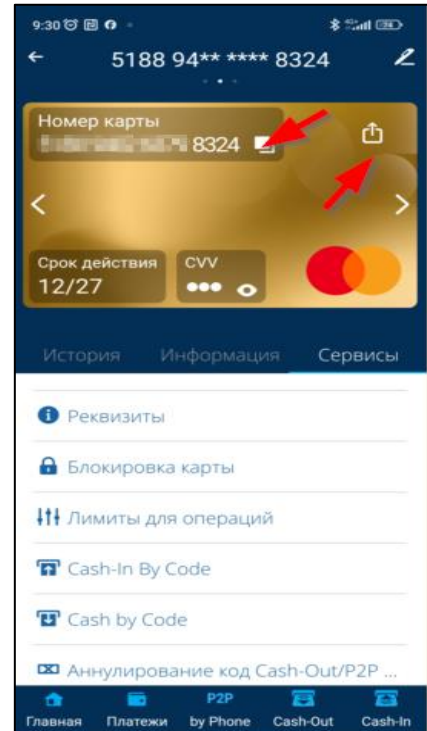 9:30
5188 94** **** 8324
Номер карты
8324
Срок действия
12/27
CVV
•••
История Информация Сервисы
Реквизиты
Блокировка карты
Лимиты для операций
Cash-In By Code
Cash by Code
Аннулирование код Cash-Out/P2P ...
Главная Платежи P2P by Phone Cash-Out Cash-In